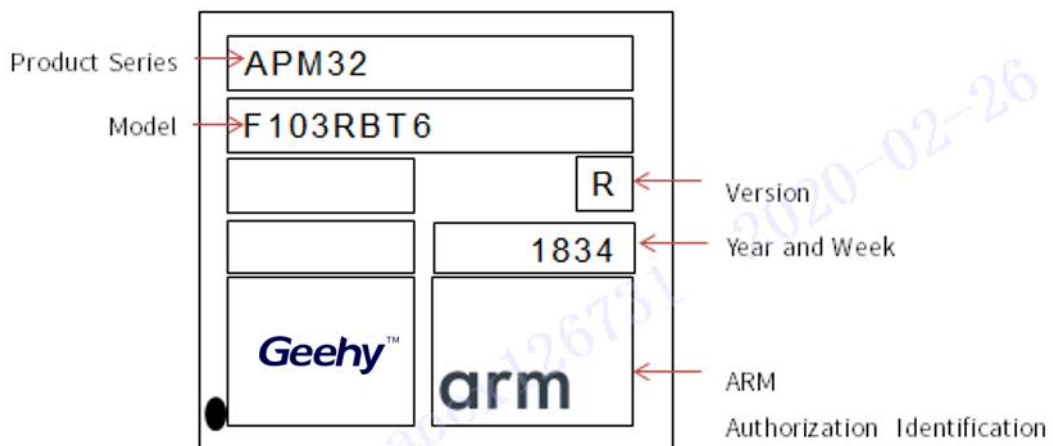 Product Series
APM32
Model
F103RBT6
R
Version
1834
Year and Week
Geehy™
arm
ARM
Authorization Identification
2020-02-26